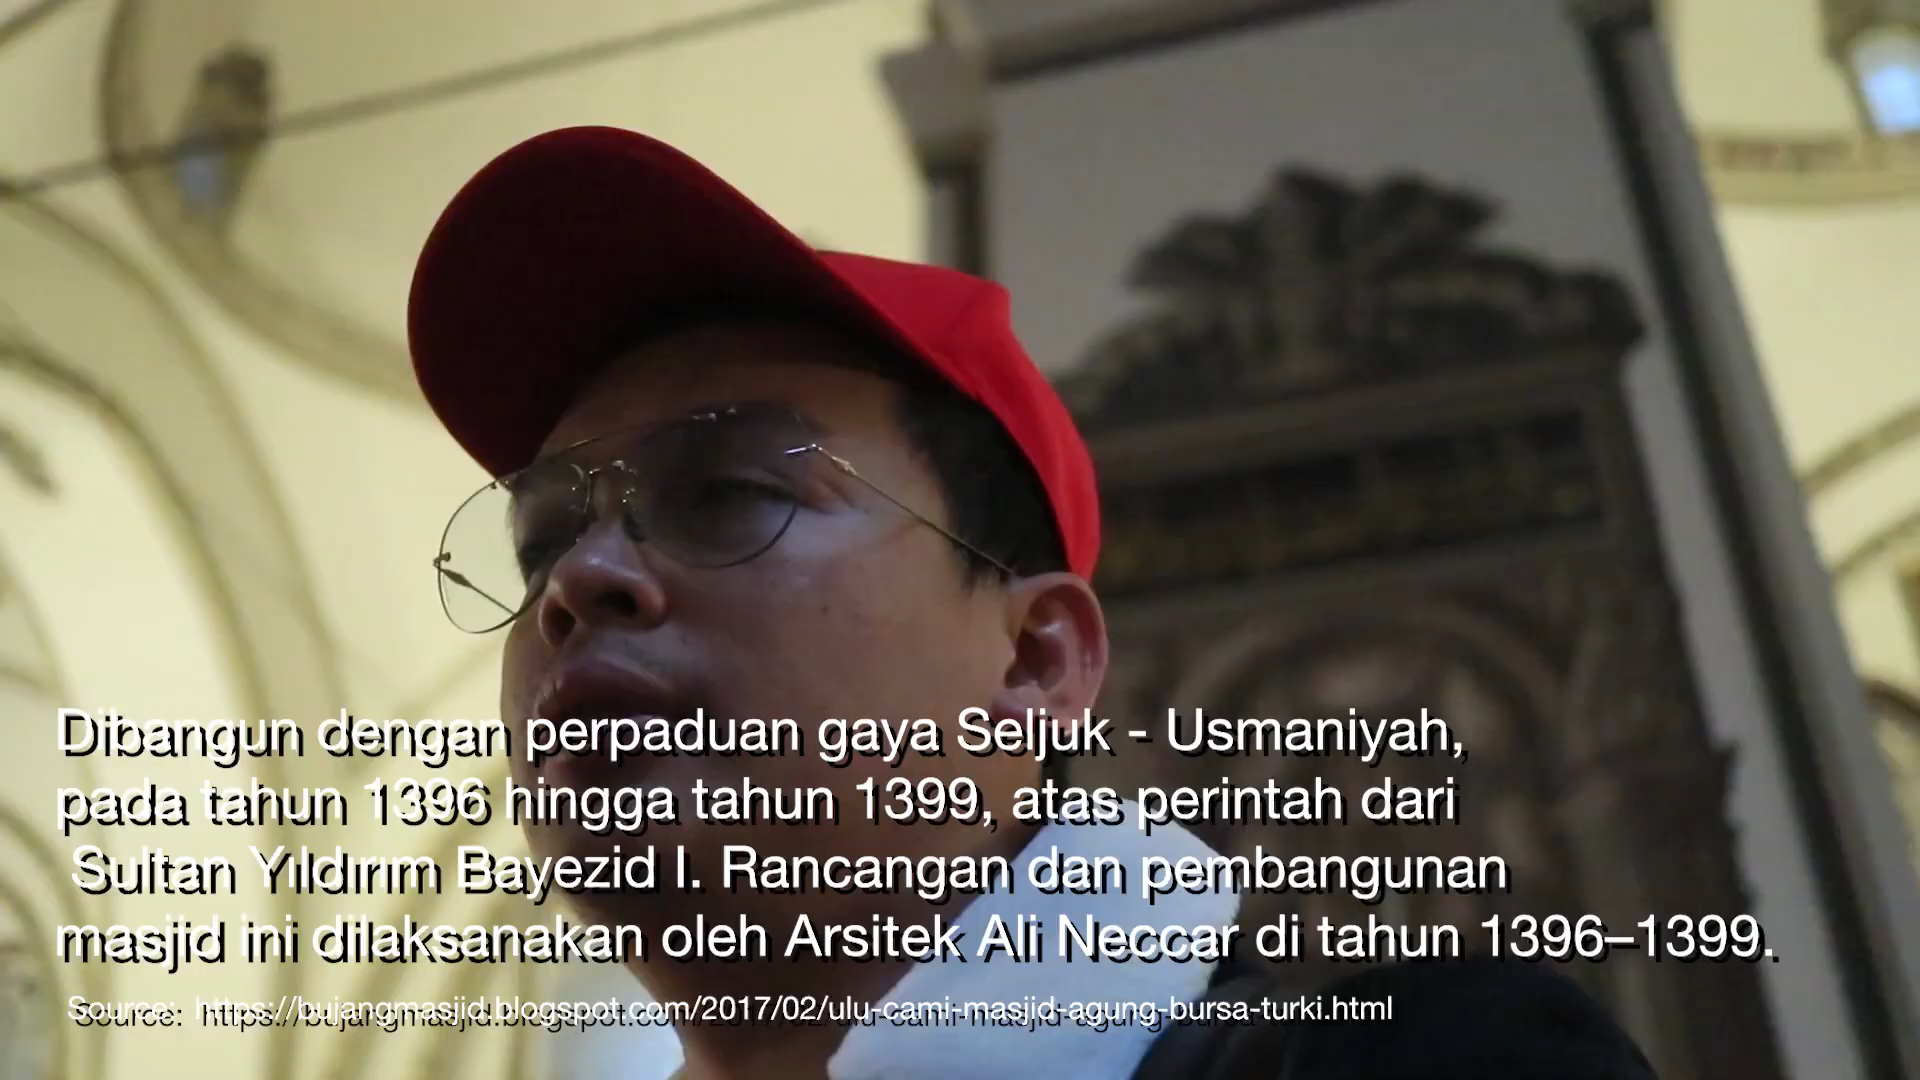 Dibangun dengan perpaduan gaya Seljuk - Usmaniyah,
pada tahun 1396 hingga tahun 1399, atas perintah dari
Sultan Yıldırım Bayezid I. Rancangan dan pembangunan
masjid ini dilaksanakan oleh Arsitek Ali Neccar di tahun 1396–1399.
Source: https://bujangmasjid.blogspot.com/2017/02/ulu-cami-masjid-agung-bursa-turki.html